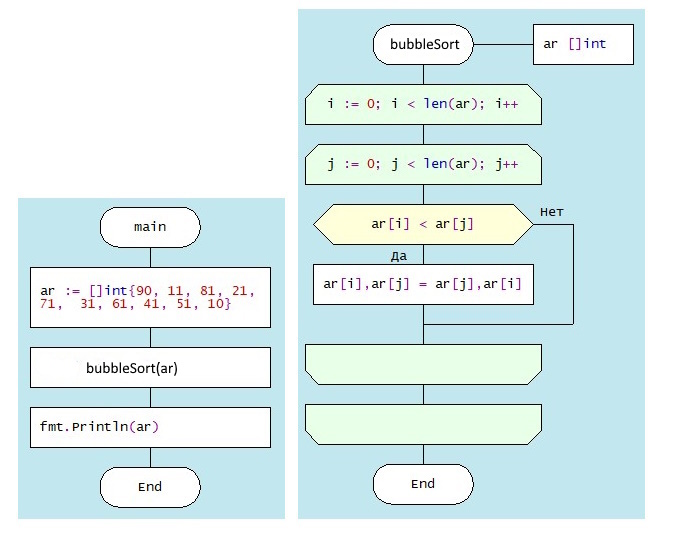 main
ar := []int{90, 11, 81, 21,
71,  31, 61, 41, 51, 10}
bubbleSort(ar)
fmt.Println(ar)
End
bubbleSort
ar []int
i := 0; i < len(ar); i++
j := 0; j < len(ar); j++
ar[i] < ar[j]
Нет
Да
ar[i],ar[j] = ar[j],ar[i]
End